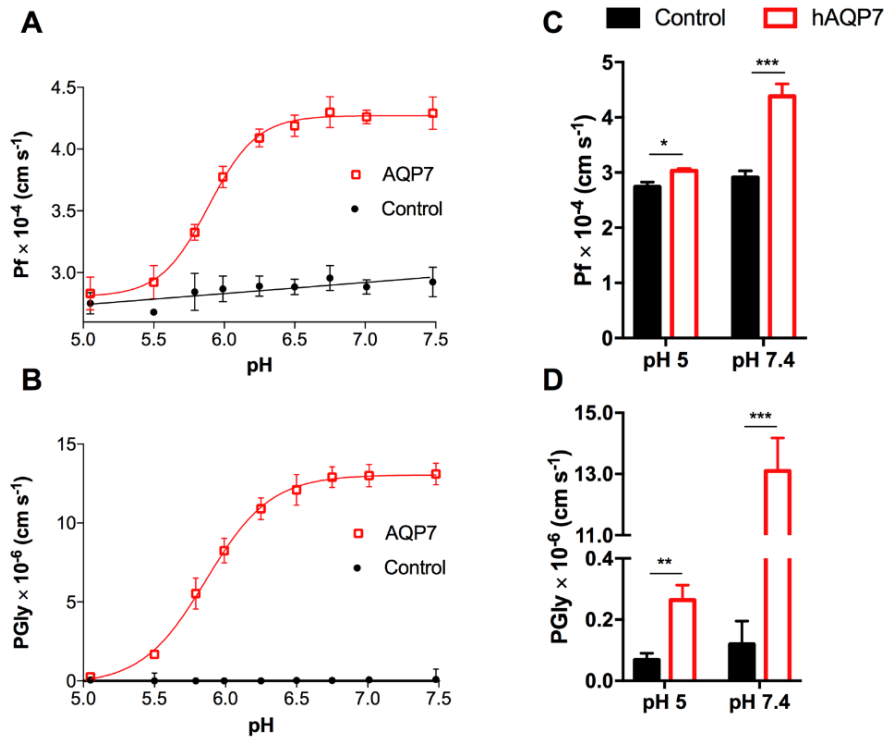 A
Pf × 10⁻⁴ (cm s⁻¹)
4.5
4.0
3.5
3.0
AQP7
Control
5.0 5.5 6.0 6.5 7.0 7.5
pH
B
PGly × 10⁻⁶ (cm s⁻¹)
15
10
5
0
AQP7
Control
5.0 5.5 6.0 6.5 7.0 7.5
pH
C
Control hAQP7
Pf × 10⁻⁴ (cm s⁻¹)
5
4
3
2
1
0
*
***
pH 5 pH 7.4
D
PGly × 10⁻⁶ (cm s⁻¹)
15.0
13.0
11.0
0.4
0.2
0.0
**
***
pH 5 pH 7.4